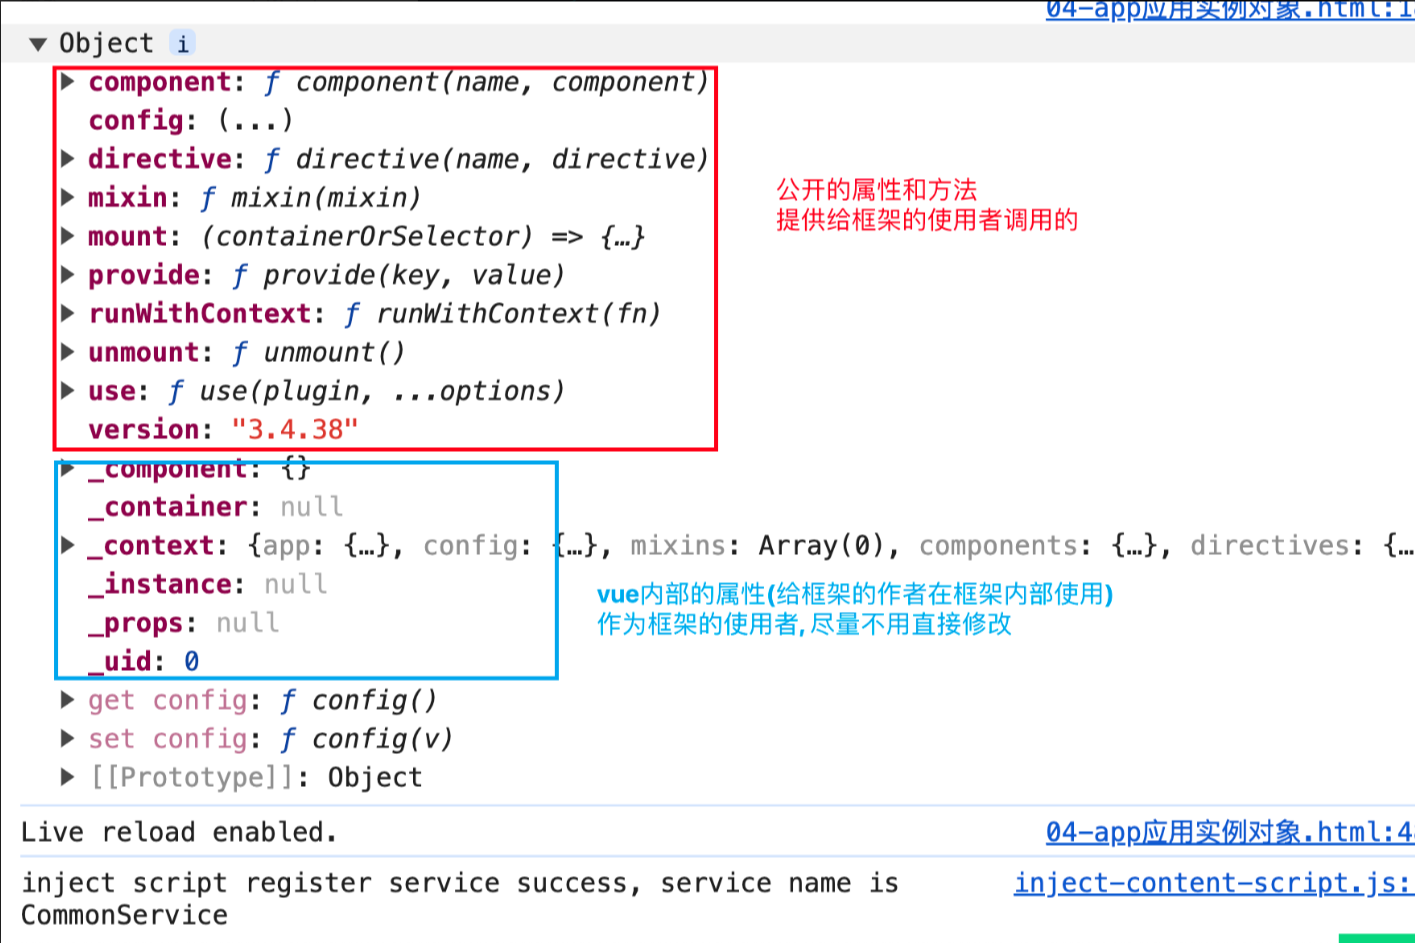 04-app应用实例对象.html:1
Object i
component: ƒ component(name, component)
config: (...)
directive: ƒ directive(name, directive)
mixin: ƒ mixin(mixin)
mount: (containerOrSelector) => {…}
provide: ƒ provide(key, value)
runWithContext: ƒ runWithContext(fn)
unmount: ƒ unmount()
use: ƒ use(plugin, ...options)
version: "3.4.38"
公开的属性和方法
提供给框架的使用者调用的
_component: {}
_container: null
_context: {app: {…}, config: {…}, mixins: Array(0), components: {…}, directives: {…
_instance: null
_props: null
_uid: 0
vue内部的属性(给框架的作者在框架内部使用)
作为框架的使用者,尽量不用直接修改
get config: ƒ config()
set config: ƒ config(v)
[[Prototype]]: Object
Live reload enabled.
04-app应用实例对象.html:4
inject script register service success, service name is
inject-content-script.js:
CommonService